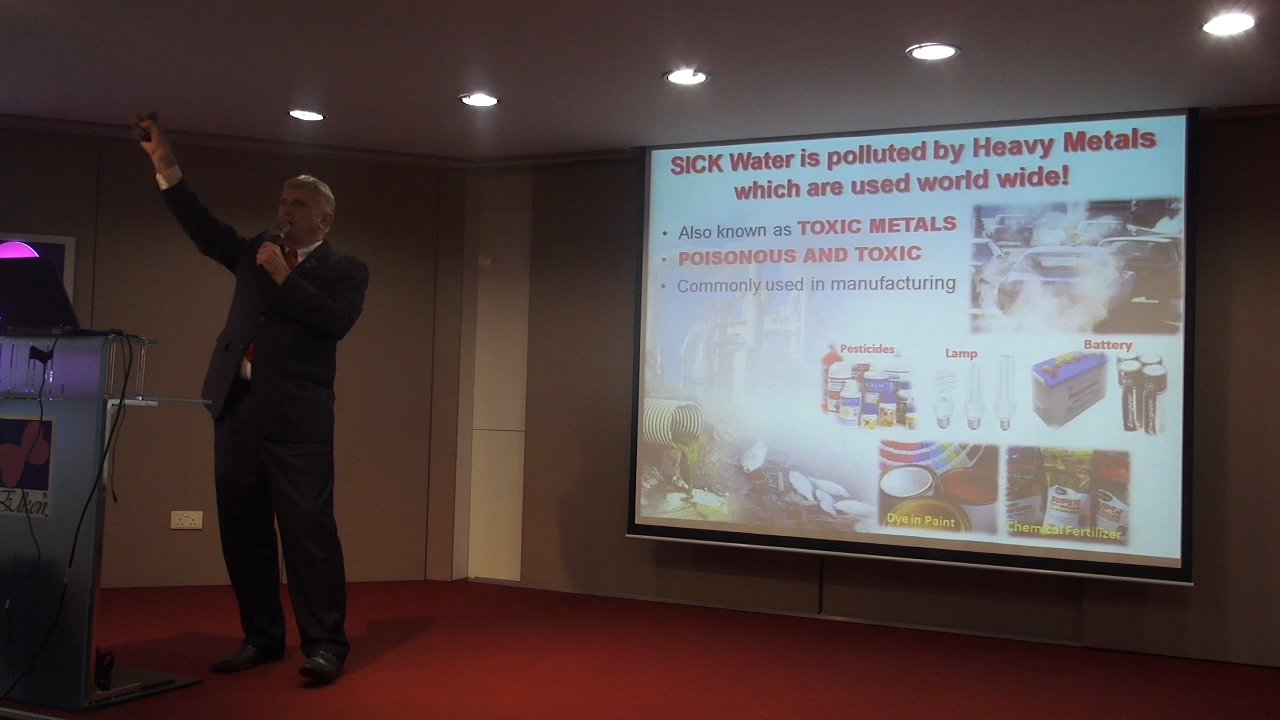 SICK Water is polluted by Heavy Metals
which are used world wide!
• Also known as TOXIC METALS
• POISONOUS AND TOXIC
• Commonly used in manufacturing
Pesticides
Lamp
Battery
Dye in Paint
Chemical Fertilizer
Elken®